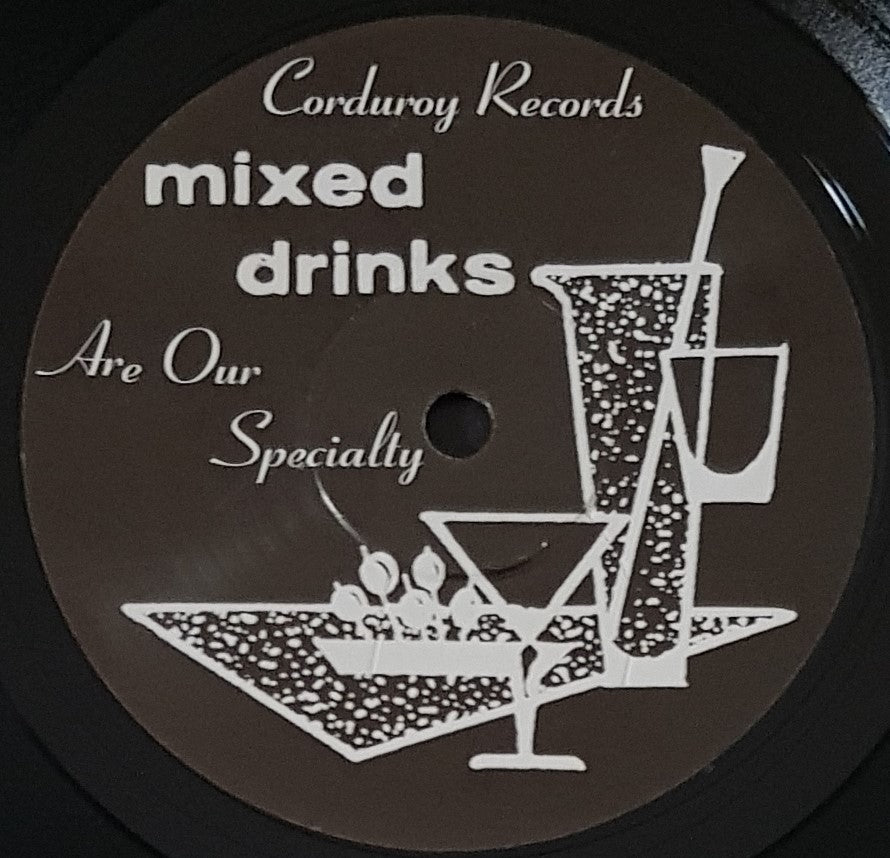 Corduroy Records
mixed
drinks
Are Our
Specialty